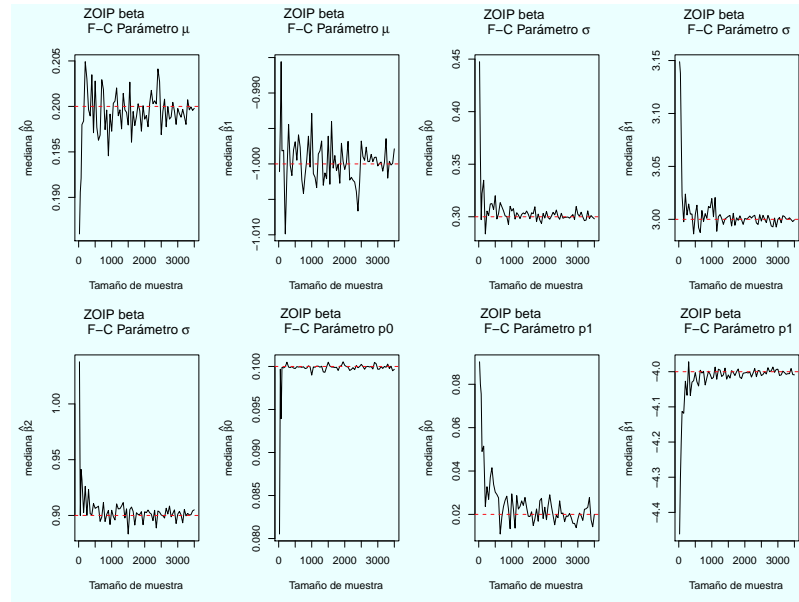 ZOIP beta
F−C Parámetro μ
mediana β̂0
0.190
0.195
0.200
0.205
0
1000
2000
3000
Tamaño de muestra
ZOIP beta
F−C Parámetro μ
mediana β̂1
−1.010
−1.000
−0.990
0
1000
2000
3000
Tamaño de muestra
ZOIP beta
F−C Parámetro σ
mediana β̂0
0.30
0.35
0.40
0.45
0
1000
2000
3000
Tamaño de muestra
ZOIP beta
F−C Parámetro σ
mediana β̂1
3.00
3.05
3.10
3.15
0
1000
2000
3000
Tamaño de muestra
ZOIP beta
F−C Parámetro σ
mediana β̂2
0.90
0.95
1.00
0
1000
2000
3000
Tamaño de muestra
ZOIP beta
F−C Parámetro p0
mediana β̂0
0.080
0.085
0.090
0.095
0.100
0
1000
2000
3000
Tamaño de muestra
ZOIP beta
F−C Parámetro p1
mediana β̂0
0.02
0.04
0.06
0.08
0
1000
2000
3000
Tamaño de muestra
ZOIP beta
F−C Parámetro p1
mediana β̂1
−4.4
−4.3
−4.2
−4.1
−4.0
0
1000
2000
3000
Tamaño de muestra